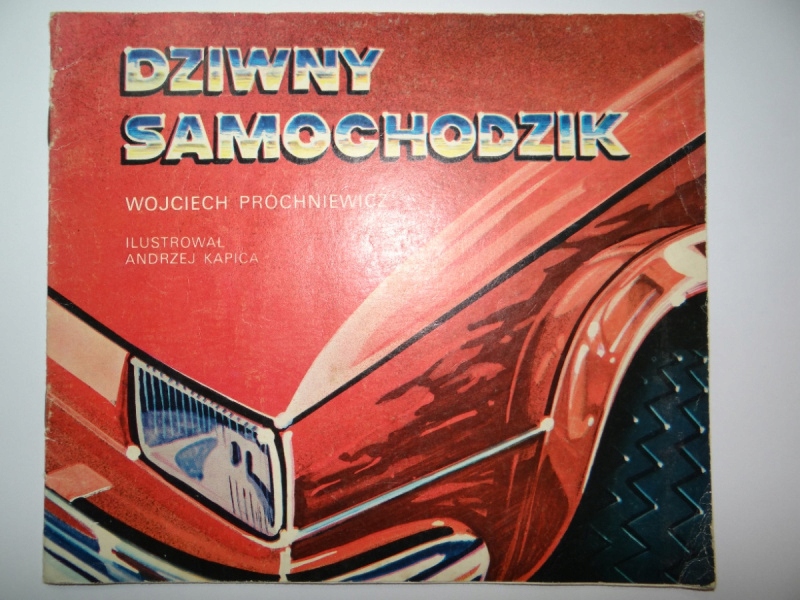 DZIWNY
SAMOCHODZIK
WOJCIECH PRÓCHNIEWICZ
ILUSTROWAŁ
ANDRZEJ KAPICA